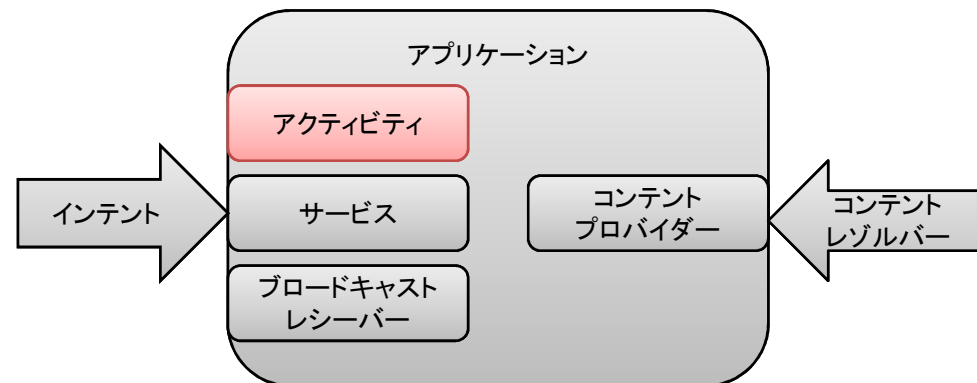 アプリケーション
アクティビティ
インテント
サービス
コンテント
プロバイダー
コンテント
レゾルバー
ブロードキャスト
レシーバー